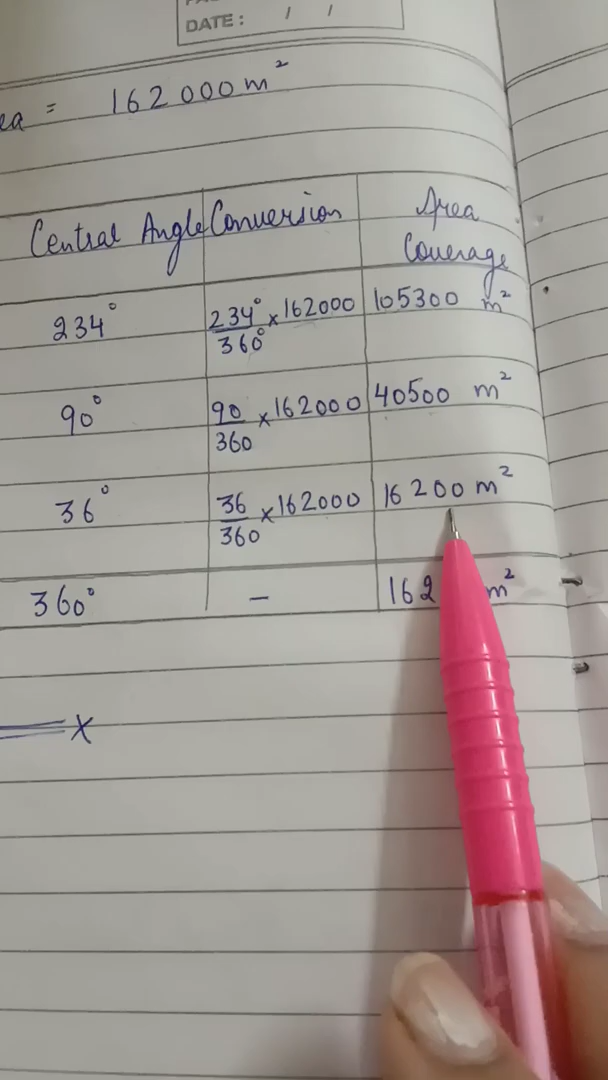 DATE : / /
= 162000 m²
Central Angle Conversion Area Coverage
234° 234°/360° × 162000 105300 m²
90° 90/360 × 162000 40500 m²
36° 36/360 × 162000 16200 m²
360° - 162 m²